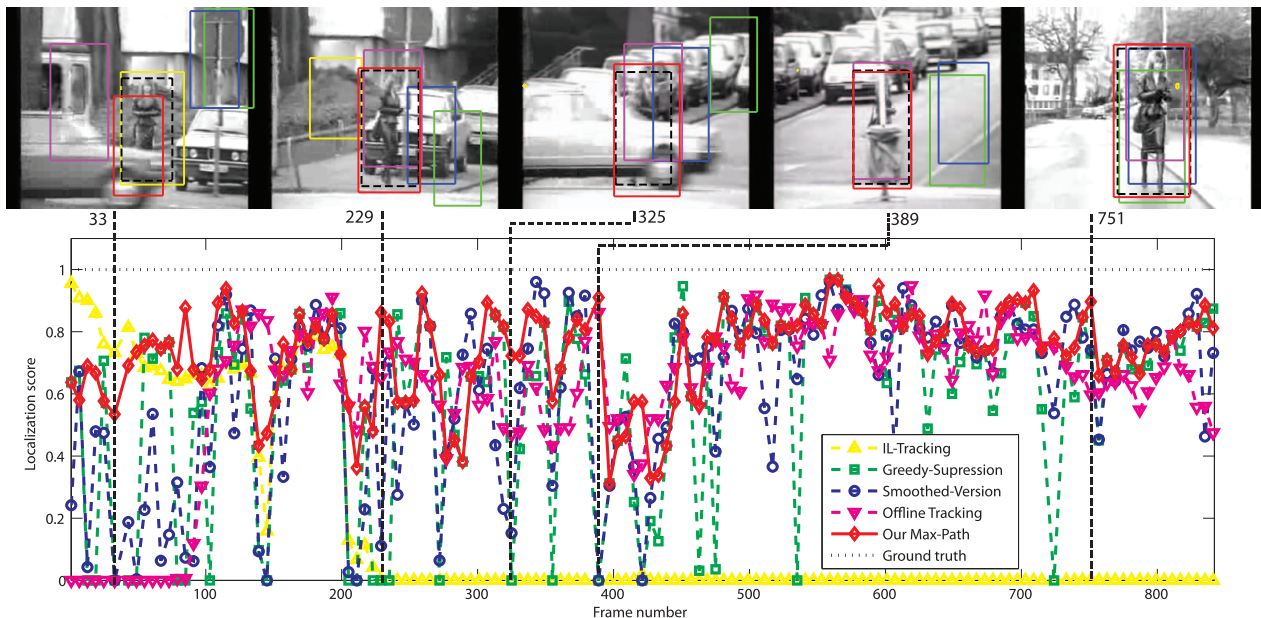 33
229
325
389
751
1
0.8
0.6
0.4
0.2
0
Localization score
100
200
300
400
500
600
700
800
Frame number
IL-Tracking
Greedy-Supression
Smoothed-Version
Offline Tracking
Our Max-Path
Ground truth